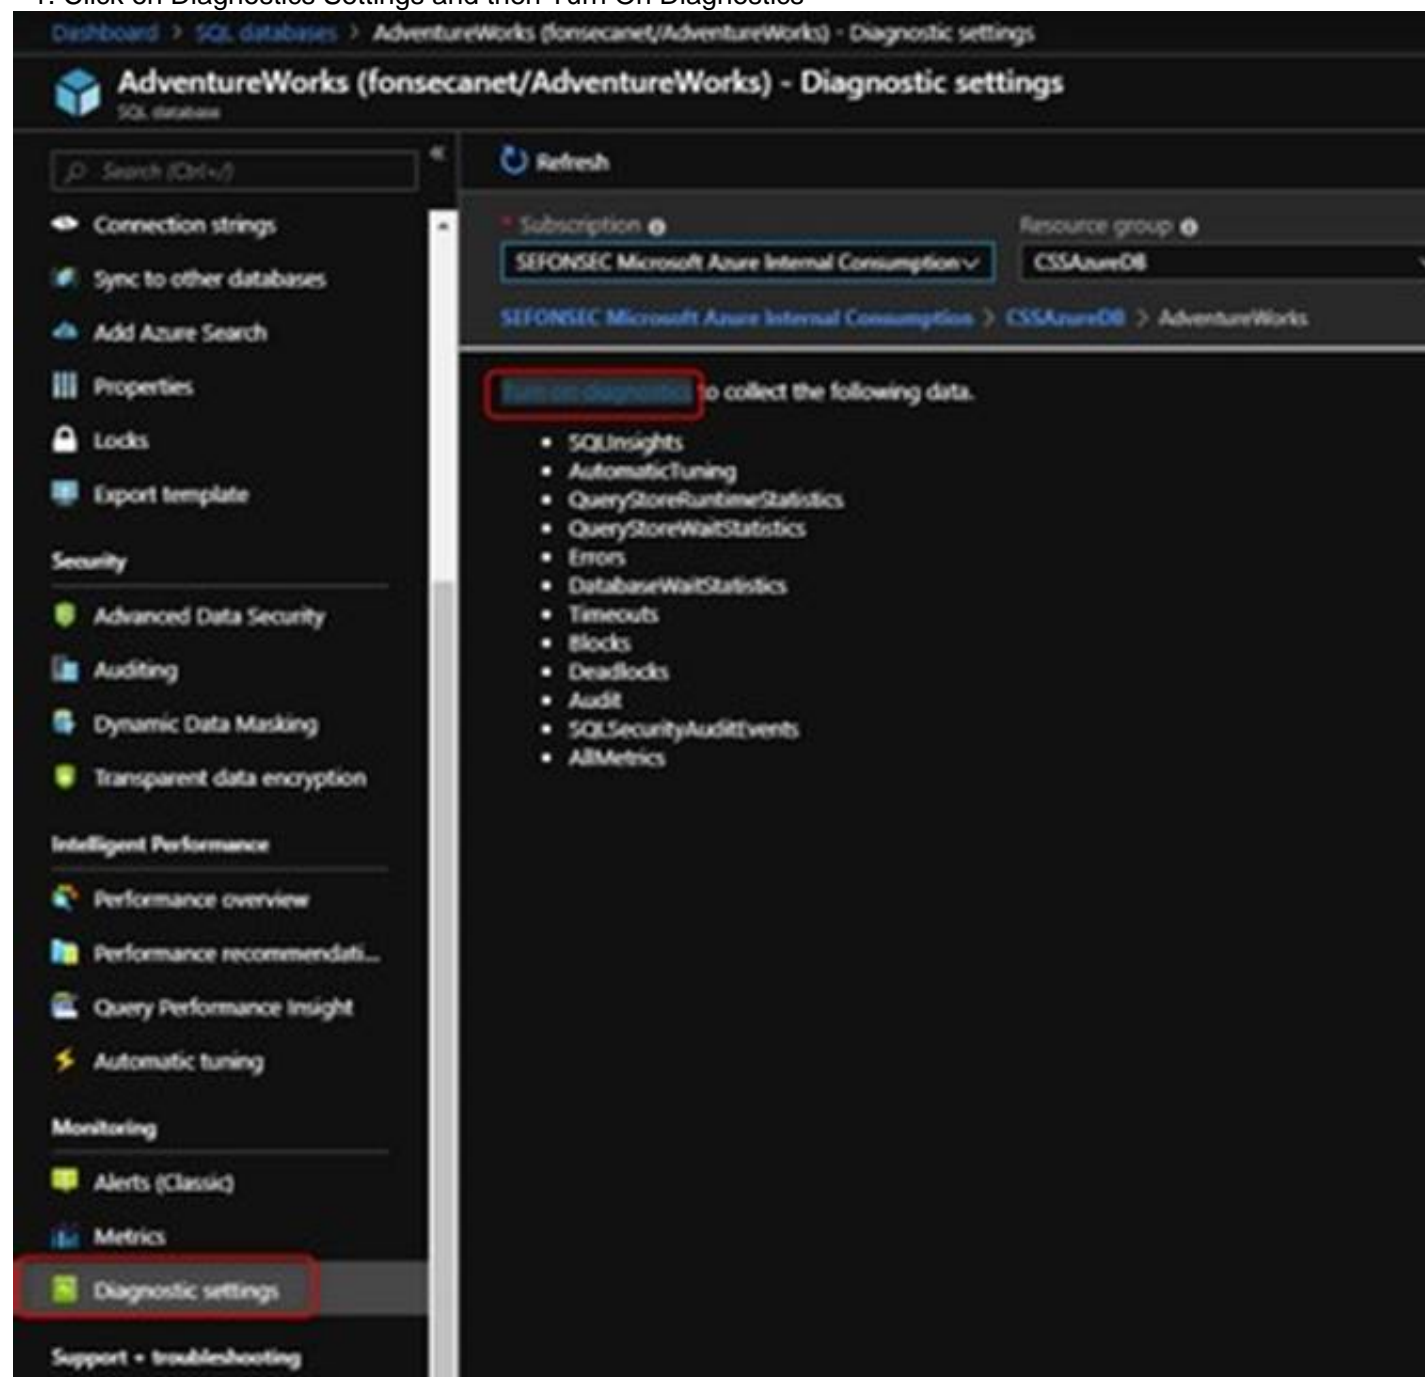 1. Click on Diagnostics Settings and then Turn On Diagnostics
Dashboard > SQL databases > AdventureWorks (fonsecanet/AdventureWorks) - Diagnostic settings
AdventureWorks (fonsecanet/AdventureWorks) - Diagnostic settings
SQL database
Search (Ctrl+/)
«
Refresh
Connection strings
Sync to other databases
Add Azure Search
Properties
Locks
Export template
Security
Advanced Data Security
Auditing
Dynamic Data Masking
Transparent data encryption
Intelligent Performance
Performance overview
Performance recommendati...
Query Performance Insight
Automatic tuning
Monitoring
Alerts (Classic)
Metrics
Diagnostic settings
Support + troubleshooting
* Subscription
Resource group
SEFONSEC Microsoft Azure Internal Consumption
CSSAzureDB
SEFONSEC Microsoft Azure Internal Consumption > CSSAzureDB > AdventureWorks
Turn on diagnostics to collect the following data.
• SQLInsights
• AutomaticTuning
• QueryStoreRuntimeStatistics
• QueryStoreWaitStatistics
• Errors
• DatabaseWaitStatistics
• Timeouts
• Blocks
• Deadlocks
• Audit
• SQLSecurityAuditEvents
• AllMetrics